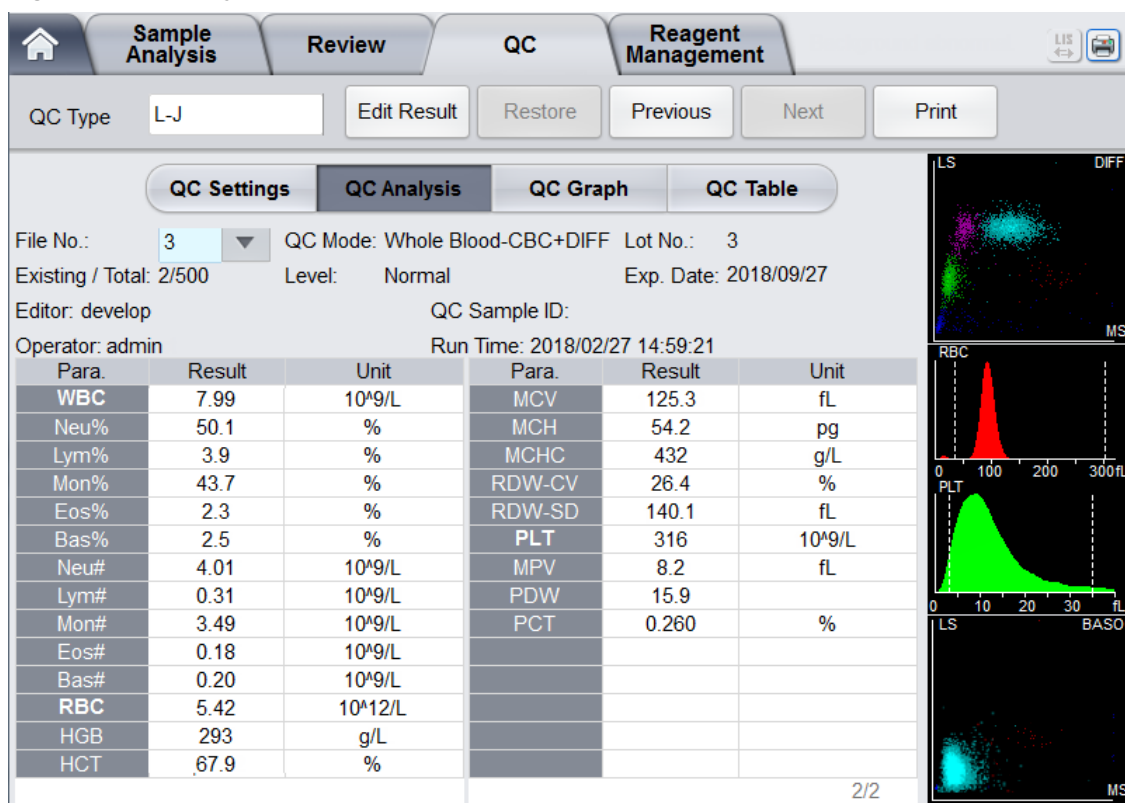 Sample Analysis Review QC Reagent Management LIS
QC Type L-J Edit Result Restore Previous Next Print
QC Settings QC Analysis QC Graph QC Table
File No.: 3 QC Mode: Whole Blood-CBC+DIFF Lot No.: 3
Existing / Total: 2/500 Level: Normal Exp. Date: 2018/09/27
Editor: develop QC Sample ID:
Operator: admin Run Time: 2018/02/27 14:59:21
Para. Result Unit Para. Result Unit
WBC 7.99 10^9/L MCV 125.3 fL
Neu% 50.1 % MCH 54.2 pg
Lym% 3.9 % MCHC 432 g/L
Mon% 43.7 % RDW-CV 26.4 %
Eos% 2.3 % RDW-SD 140.1 fL
Bas% 2.5 % PLT 316 10^9/L
Neu# 4.01 10^9/L MPV 8.2 fL
Lym# 0.31 10^9/L PDW 15.9
Mon# 3.49 10^9/L PCT 0.260 %
Eos# 0.18 10^9/L
Bas# 0.20 10^9/L
RBC 5.42 10^12/L
HGB 293 g/L
HCT 67.9 %
2/2
LS DIFF
MS
RBC
0 100 200 300fL
PLT
0 10 20 30 fL
LS BASO
MS